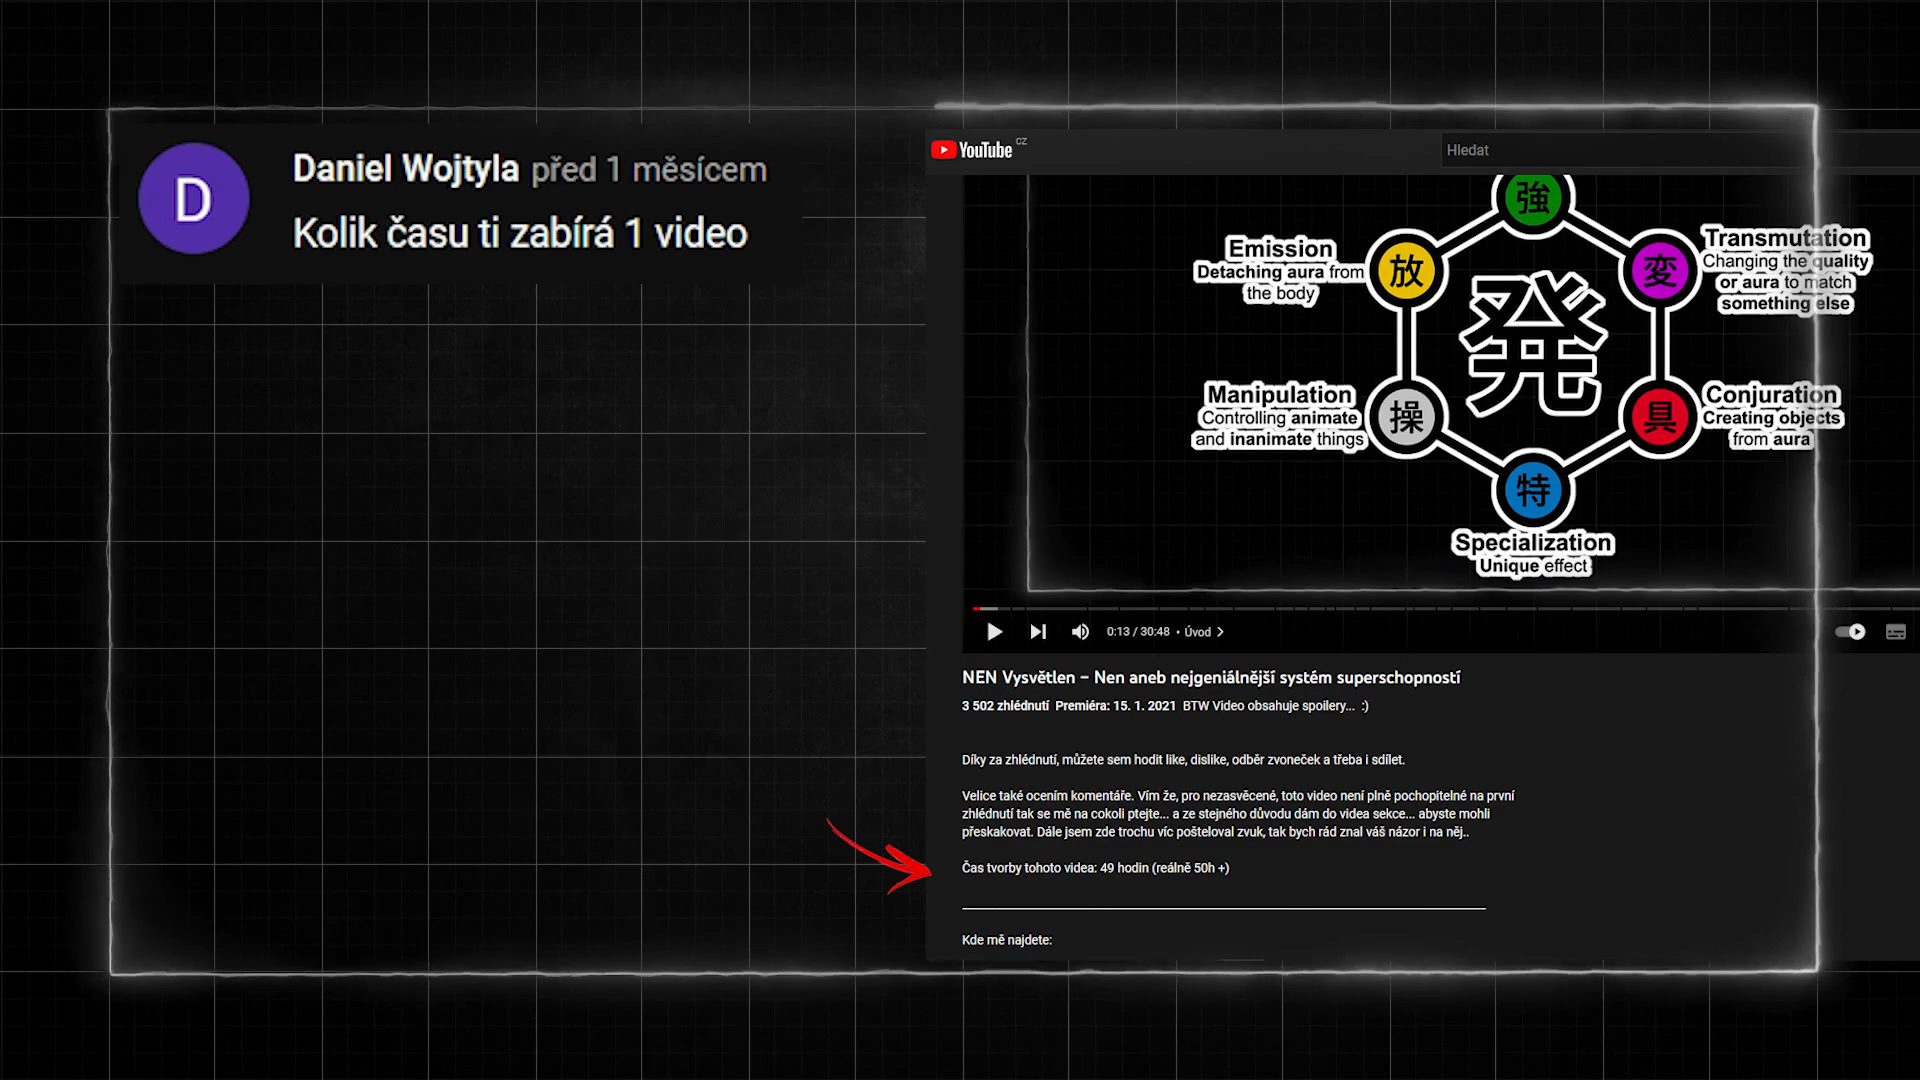 D
Daniel Wojtyla před 1 měsícem
Kolik času ti zabírá 1 video
YouTube CZ
Hledat
強
Emission
Detaching aura from
the body
放
変
Transmutation
Changing the quality
or aura to match
something else
発
Manipulation
Controlling animate
and inanimate things
操
具
Conjuration
Creating objects
from aura
特
Specialization
Unique effect
0:13 / 30:48 • Úvod
NEN Vysvětlen – Nen aneb nejgeniálnější systém superschopností
3 502 zhlédnutí Premiéra: 15. 1. 2021 BTW Video obsahuje spoilery... :)
Díky za zhlédnutí, můžete sem hodit like, dislike, odběr zvoneček a třeba i sdílet.
Velice také ocením komentáře. Vím že, pro nezasvěcené, toto video není plně pochopitelné na první
zhlédnutí tak se mě na cokoli ptejte... a ze stejného důvodu dám do videa sekce... abyste mohli
přeskakovat. Dále jsem zde trochu víc pošteloval zvuk, tak bych rád znal váš názor i na něj..
Čas tvorby tohoto videa: 49 hodin (reálně 50h +)
Kde mě najdete: